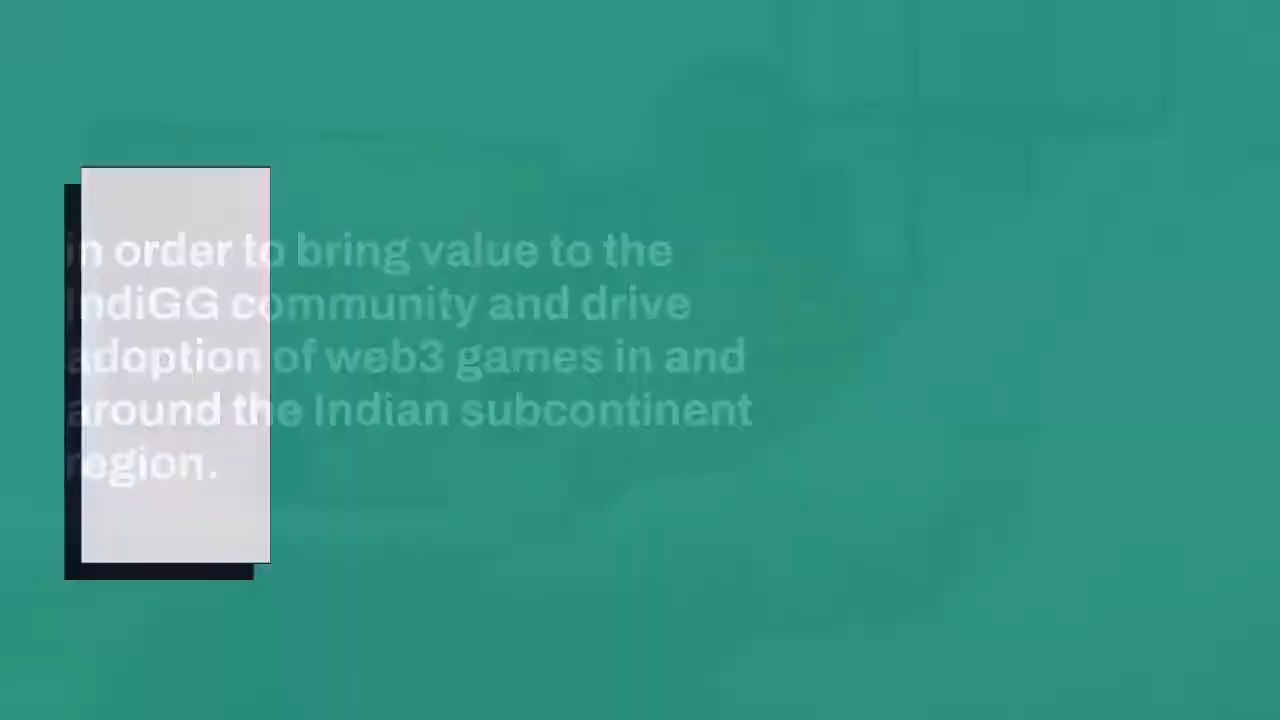 in order to bring value to the
IndiGG community and drive
adoption of web3 games in and
around the Indian subcontinent
region.